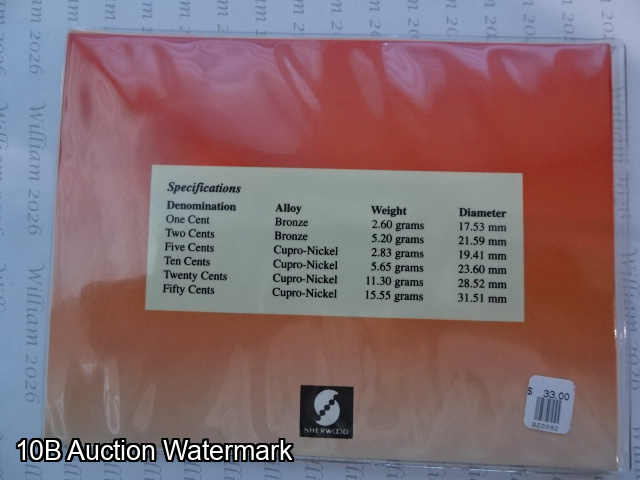 William 2026
Specifications
Denomination Alloy Weight Diameter
One Cent Bronze 2.60 grams 17.53 mm
Two Cents Bronze 5.20 grams 21.59 mm
Five Cents Cupro-Nickel 2.83 grams 19.41 mm
Ten Cents Cupro-Nickel 5.65 grams 23.60 mm
Twenty Cents Cupro-Nickel 11.30 grams 28.52 mm
Fifty Cents Cupro-Nickel 15.55 grams 31.51 mm
SHERWOOD
$ 33.00
10B Auction Watermark